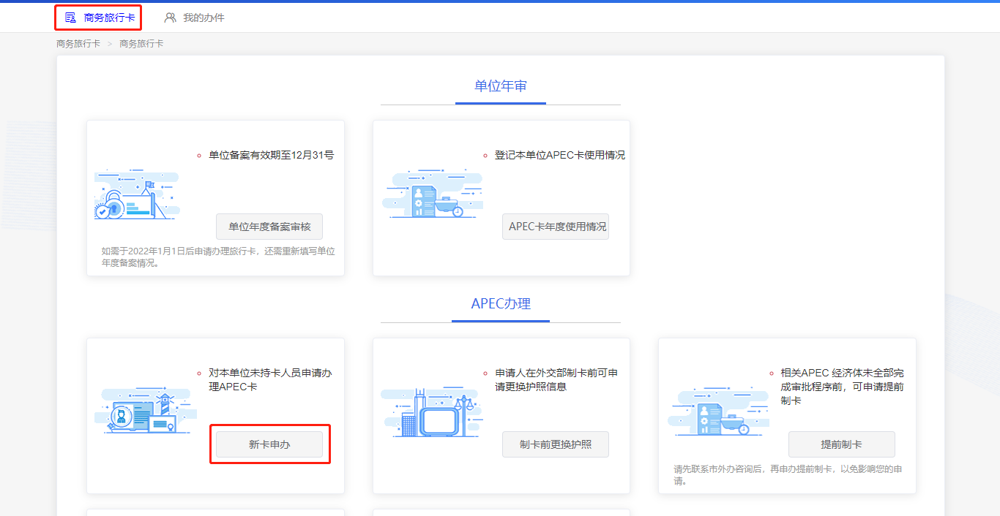 商务旅行卡
我的办件
商务旅行卡 > 商务旅行卡
单位年审
单位备案有效期至12月31号
单位年度备案审核
如需于2022年1月1日后申请办理旅行卡，还需重新填写单位
年度备案情况。
登记本单位APEC卡使用情况
APEC卡年度使用情况
APEC办理
对本单位未持卡人员申请办
理APEC卡
新卡申办
申请人在外交部制卡前可申
请更换护照信息
制卡前更换护照
相关APEC 经济体未全部完
成审批程序前，可申请提前
制卡
提前制卡
请先联系市外办咨询后，再申办提前制卡，以免影响您的申
请。